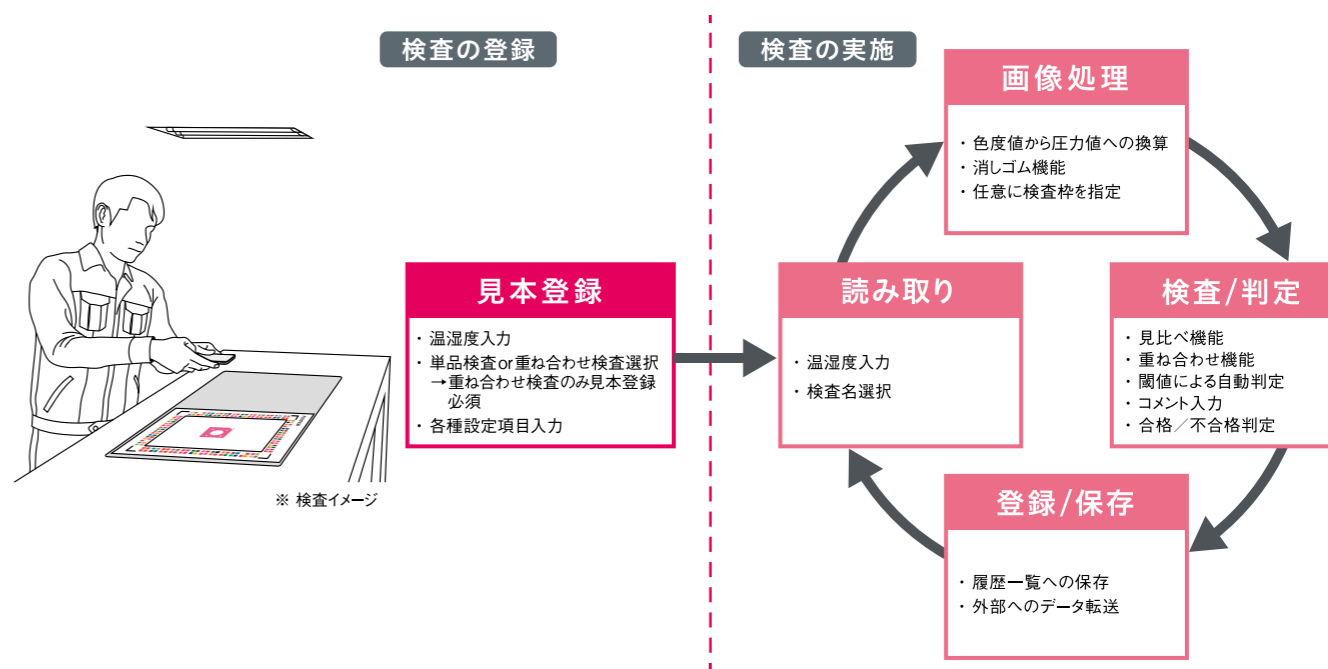 検査の登録
見本登録
・温湿度入力
・単品検査or重ね合わせ検査選択
→重ね合わせ検査のみ見本登録
必須
・各種設定項目入力
※ 検査イメージ
検査の実施
読み取り
・温湿度入力
・検査名選択
画像処理
・色度値から圧力値への換算
・消しゴム機能
・任意に検査枠を指定
検査/判定
・見比べ機能
・重ね合わせ機能
・閾値による自動判定
・コメント入力
・合格／不合格判定
登録/保存
・履歴一覧への保存
・外部へのデータ転送